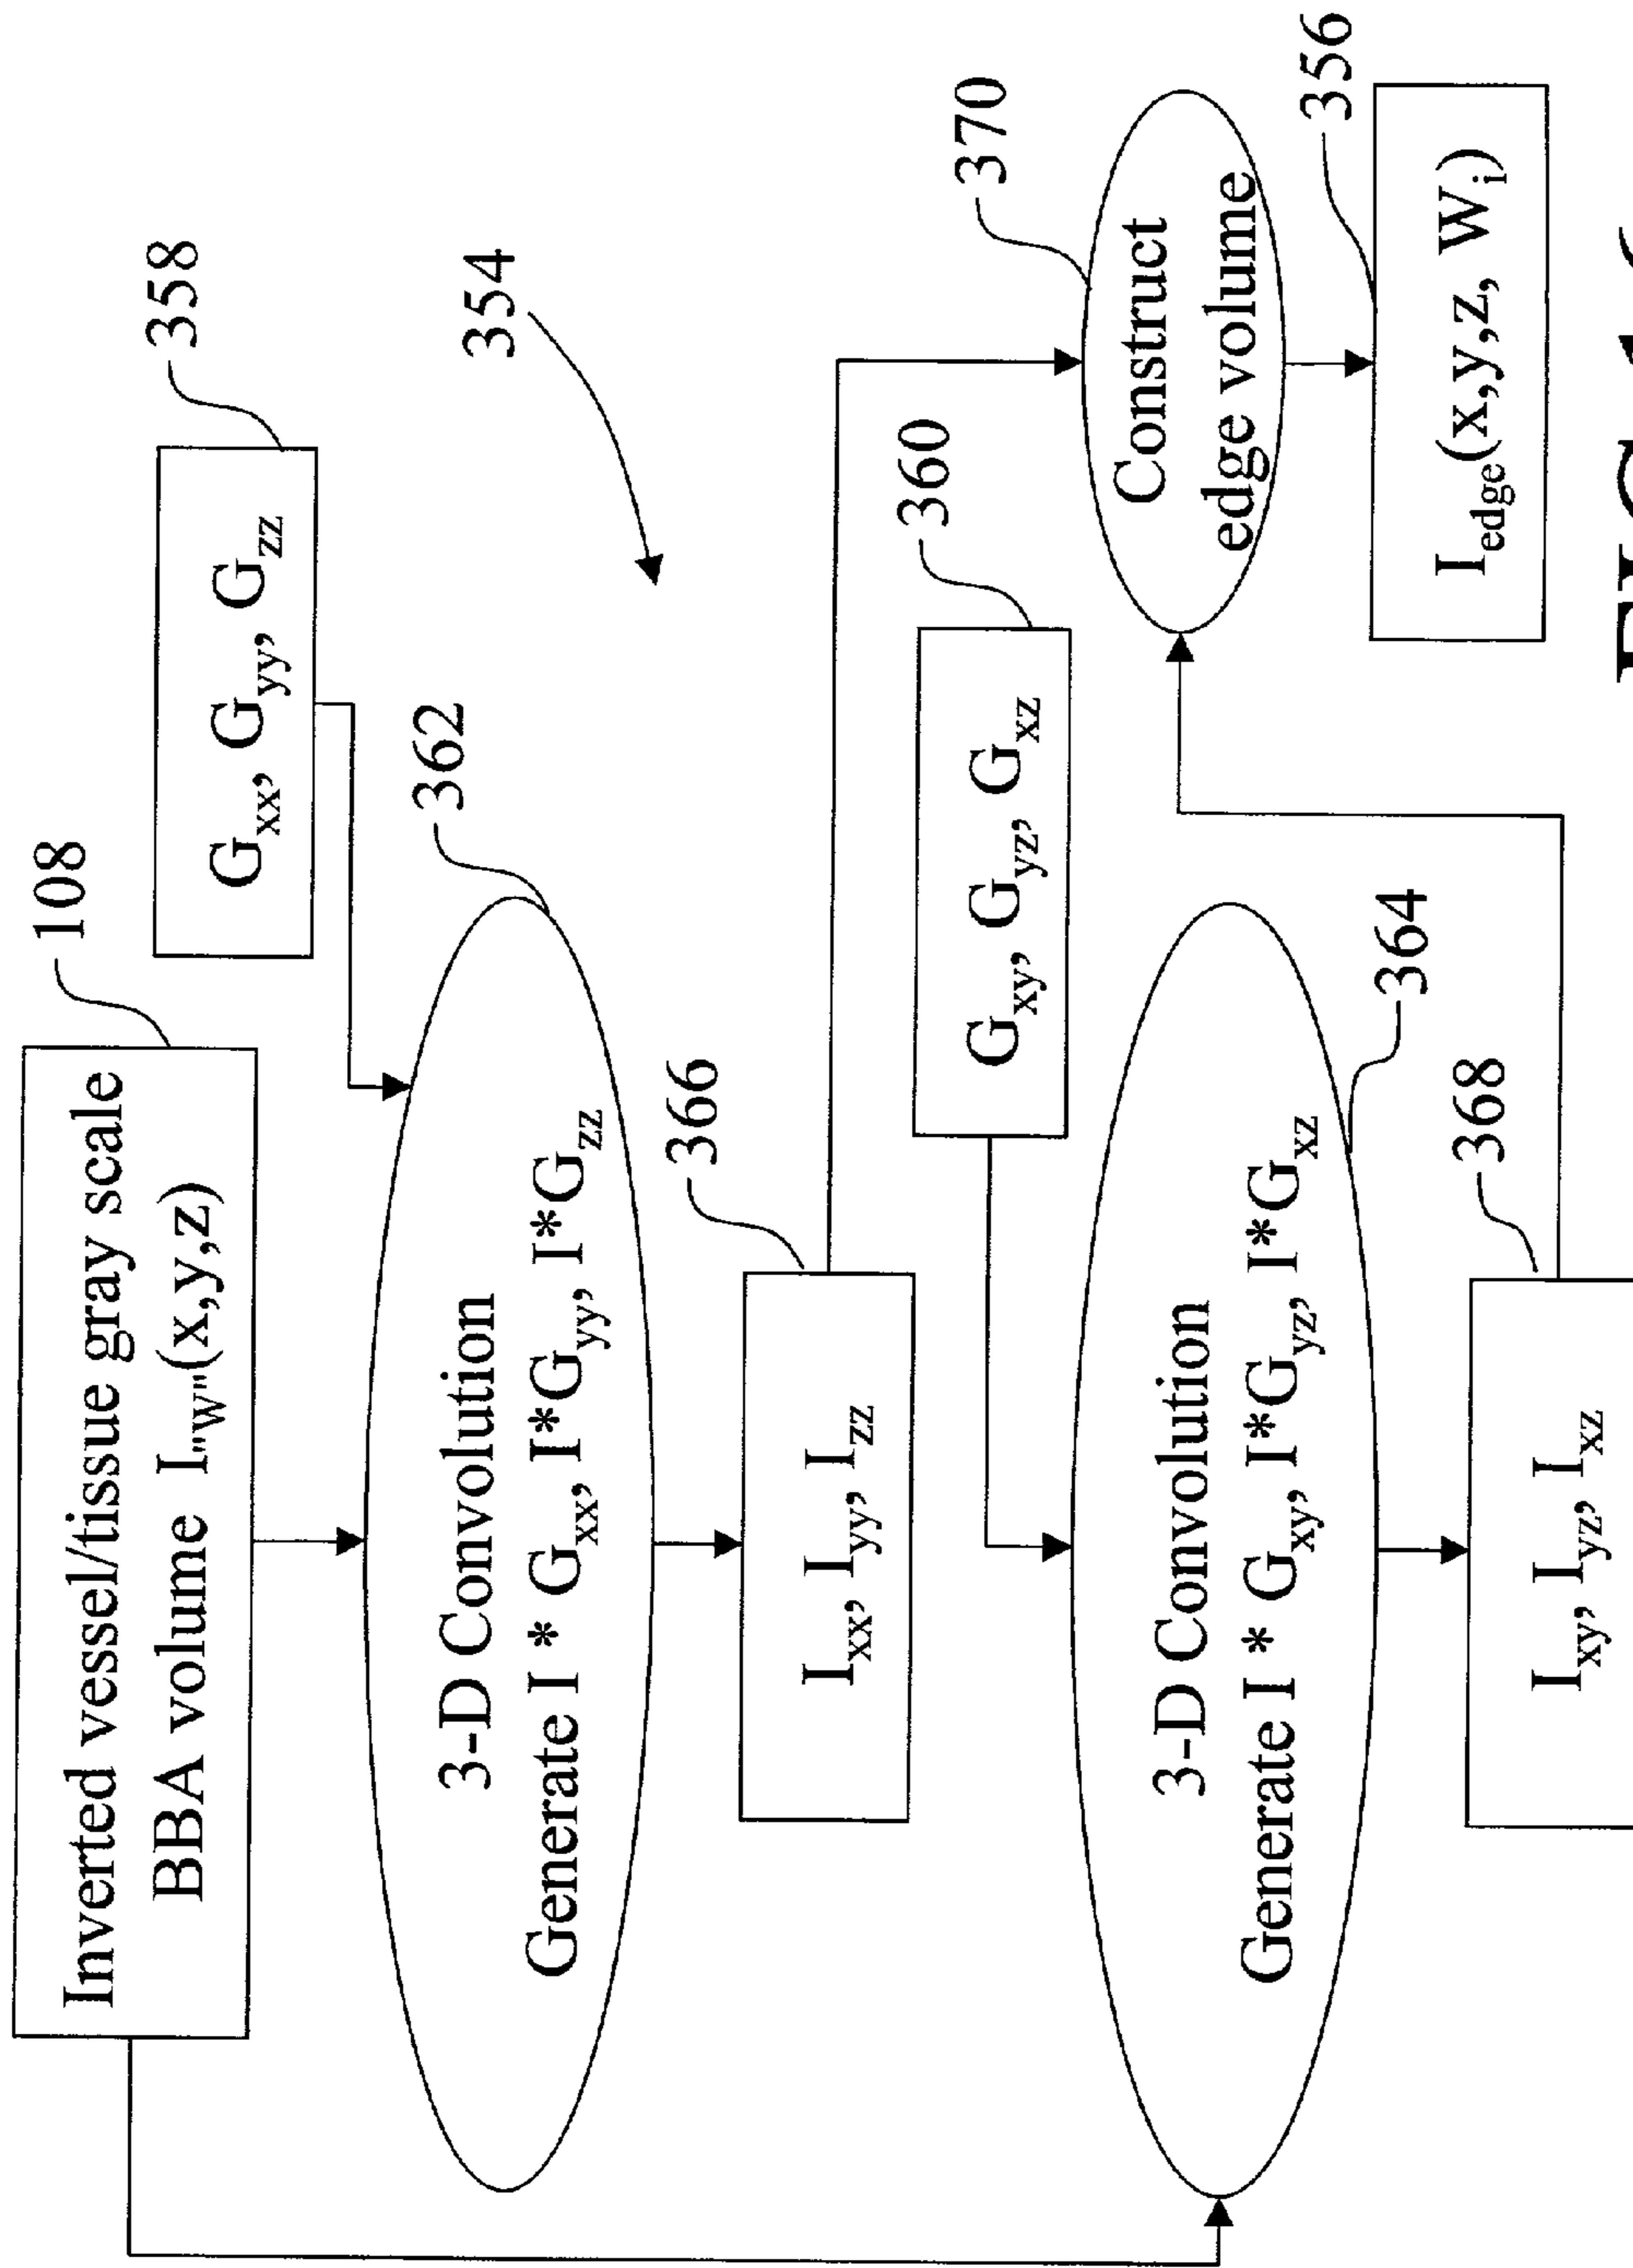 Inverted vessel/tissue gray scale
BBA volume I"W"(x,y,z)
108
Gxx, Gyy, Gzz
358
3-D Convolution
Generate I * Gxx, I*Gyy, I*Gzz
362
354
Ixx, Iyy, Izz
366
Gxy, Gyz, Gxz
360
Construct
edge volume
370
3-D Convolution
Generate I * Gxy, I*Gyz, I*Gxz
364
Iedge(x,y,z, Wi)
356
Ixy, Iyz, Ixz
368